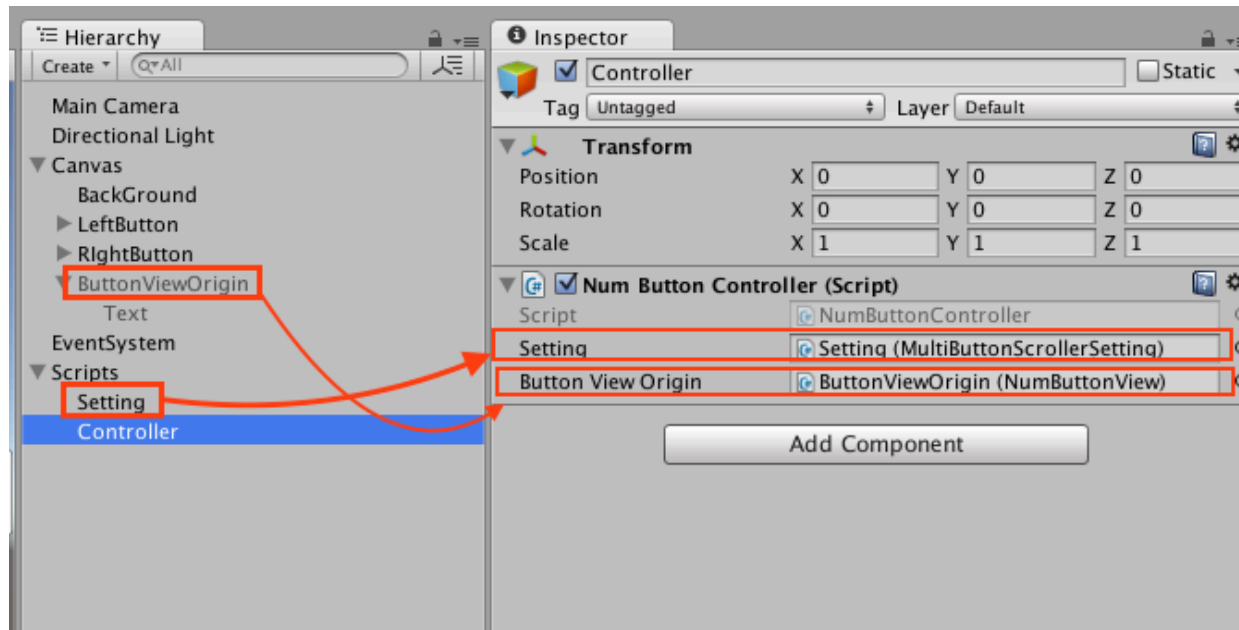 Hierarchy
Create
All
Main Camera
Directional Light
Canvas
BackGround
LeftButton
RIghtButton
ButtonViewOrigin
Text
EventSystem
Scripts
Setting
Controller
Inspector
Controller
Static
Tag Untagged Layer Default
Transform
Position X 0 Y 0 Z 0
Rotation X 0 Y 0 Z 0
Scale X 1 Y 1 Z 1
Num Button Controller (Script)
Script NumButtonController
Setting Setting (MultiButtonScrollerSetting)
Button View Origin ButtonViewOrigin (NumButtonView)
Add Component